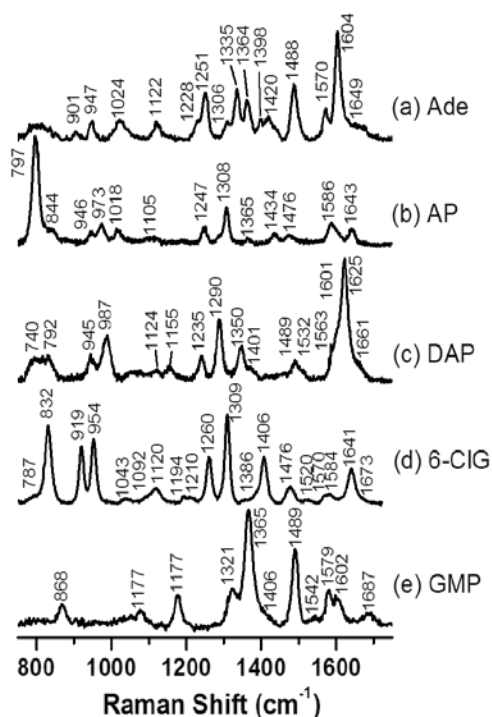 901 947 1024 1122 1228 1251 1306 1335 1364 1398 1420 1488 1570 1604 1649
(a) Ade
797 844 946 973 1018 1105 1247 1308 1365 1434 1476 1586 1643
(b) AP
740 792 945 987 1124 1155 1235 1290 1350 1401 1489 1532 1563 1601 1625 1661
(c) DAP
787 832 919 954 1043 1092 1120 1194 1210 1260 1309 1386 1406 1476 1520 1570 1584 1641 1673
(d) 6-ClG
868 1177 1177 1321 1365 1406 1489 1542 1579 1602 1687
(e) GMP
800 1000 1200 1400 1600
Raman Shift (cm⁻¹)